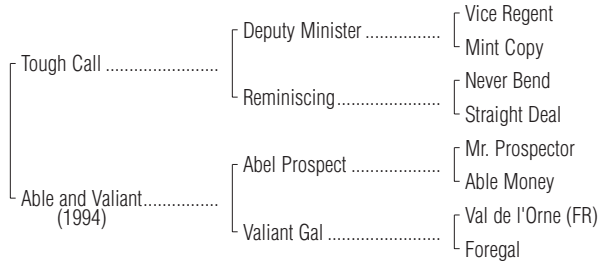 Vice Regent
Deputy Minister ................
Mint Copy
Tough Call ........................
Never Bend
Reminiscing......................
Straight Deal
Mr. Prospector
Abel Prospect ...................
Able Money
Able and Valiant................
(1994)
Val de l'Orne (FR)
Valiant Gal ........................
Foregal